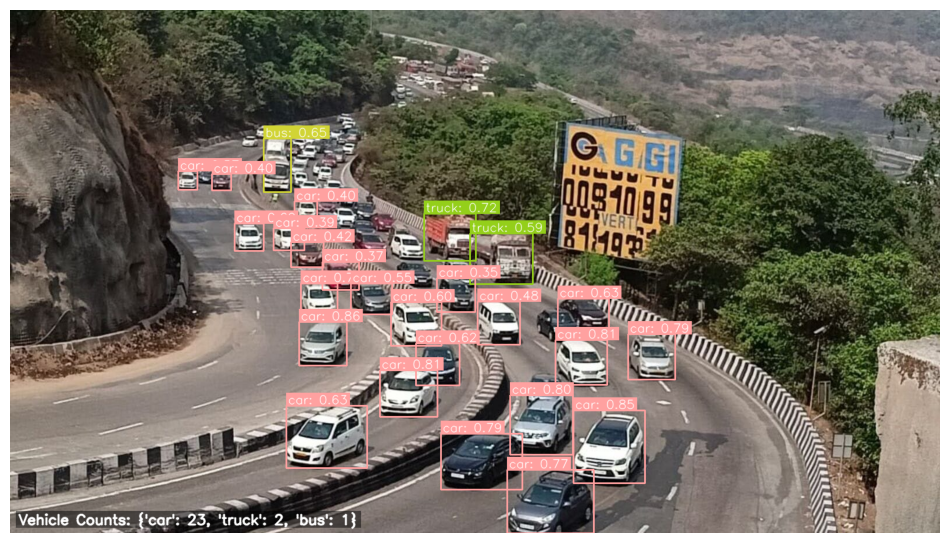 bus: 0.65
car: 0.40
car: 0.40
truck: 0.72
car: 0.39
truck: 0.59
car: 0.42
car: 0.37
car: 0.35
car: 0.55
car: 0.60
car: 0.48
car: 0.63
car: 0.86
car: 0.62
car: 0.81
car: 0.79
car: 0.81
car: 0.80
car: 0.63
car: 0.85
car: 0.79
car: 0.77
GAGGI
VERT
Vehicle Counts: {'car': 23, 'truck': 2, 'bus': 1}